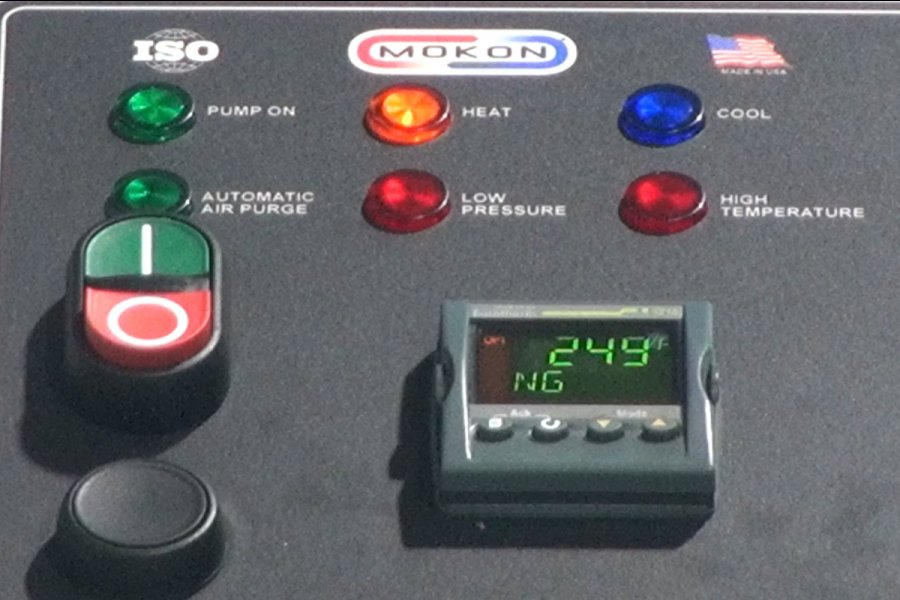 ISO
MOKON
MADE IN USA
PUMP ON
HEAT
COOL
AUTOMATIC
AIR PURGE
LOW
PRESSURE
HIGH
TEMPERATURE
249
NG
Ack
Mode